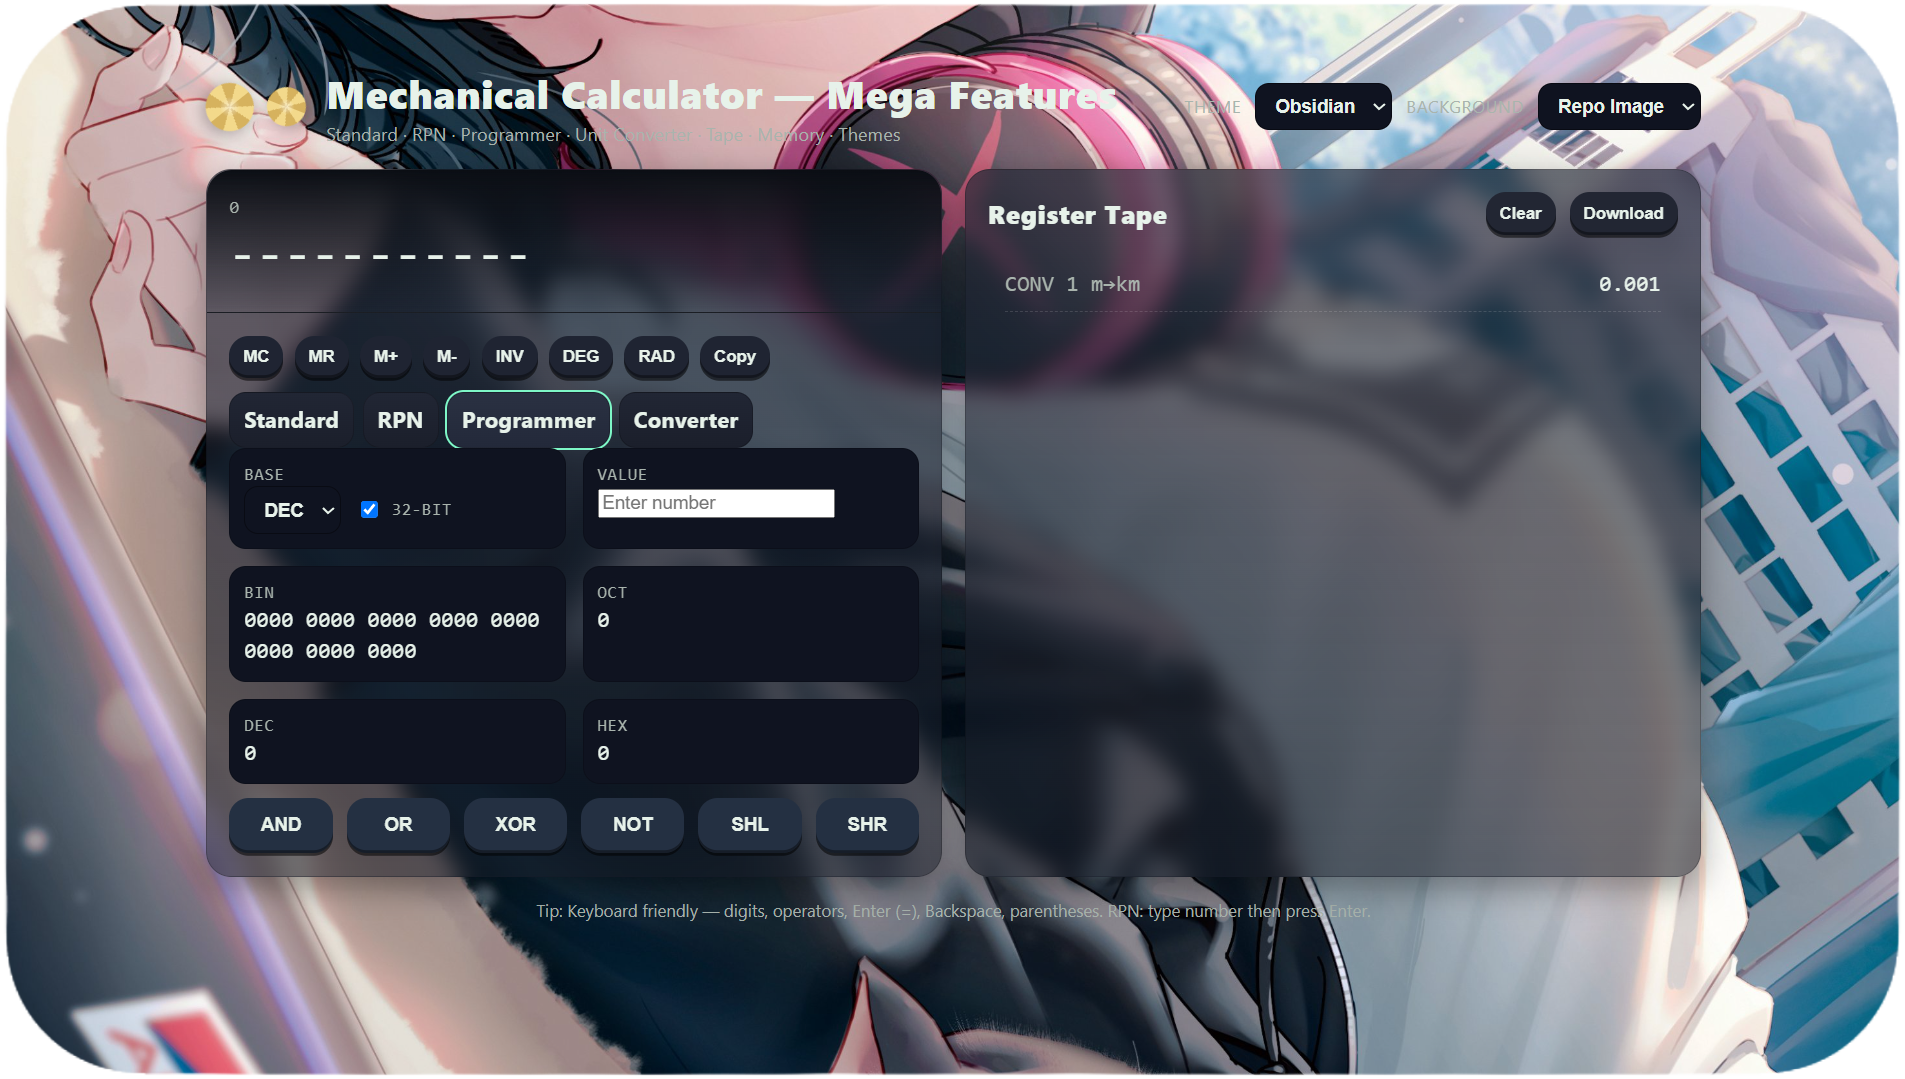 Mechanical Calculator — Mega Features
Standard · RPN · Programmer · Unit Converter · Tape · Memory · Themes
THEME Obsidian BACKGROUND Repo Image
0
-----------
MC MR M+ M- INV DEG RAD Copy
Standard RPN Programmer Converter
BASE
DEC 32-BIT
VALUE
Enter number
BIN
0000 0000 0000 0000 0000
0000 0000 0000
OCT
0
DEC
0
HEX
0
AND OR XOR NOT SHL SHR
Register Tape
Clear Download
CONV 1 m→km 0.001
Tip: Keyboard friendly — digits, operators, Enter (=), Backspace, parentheses. RPN: type number then press Enter.